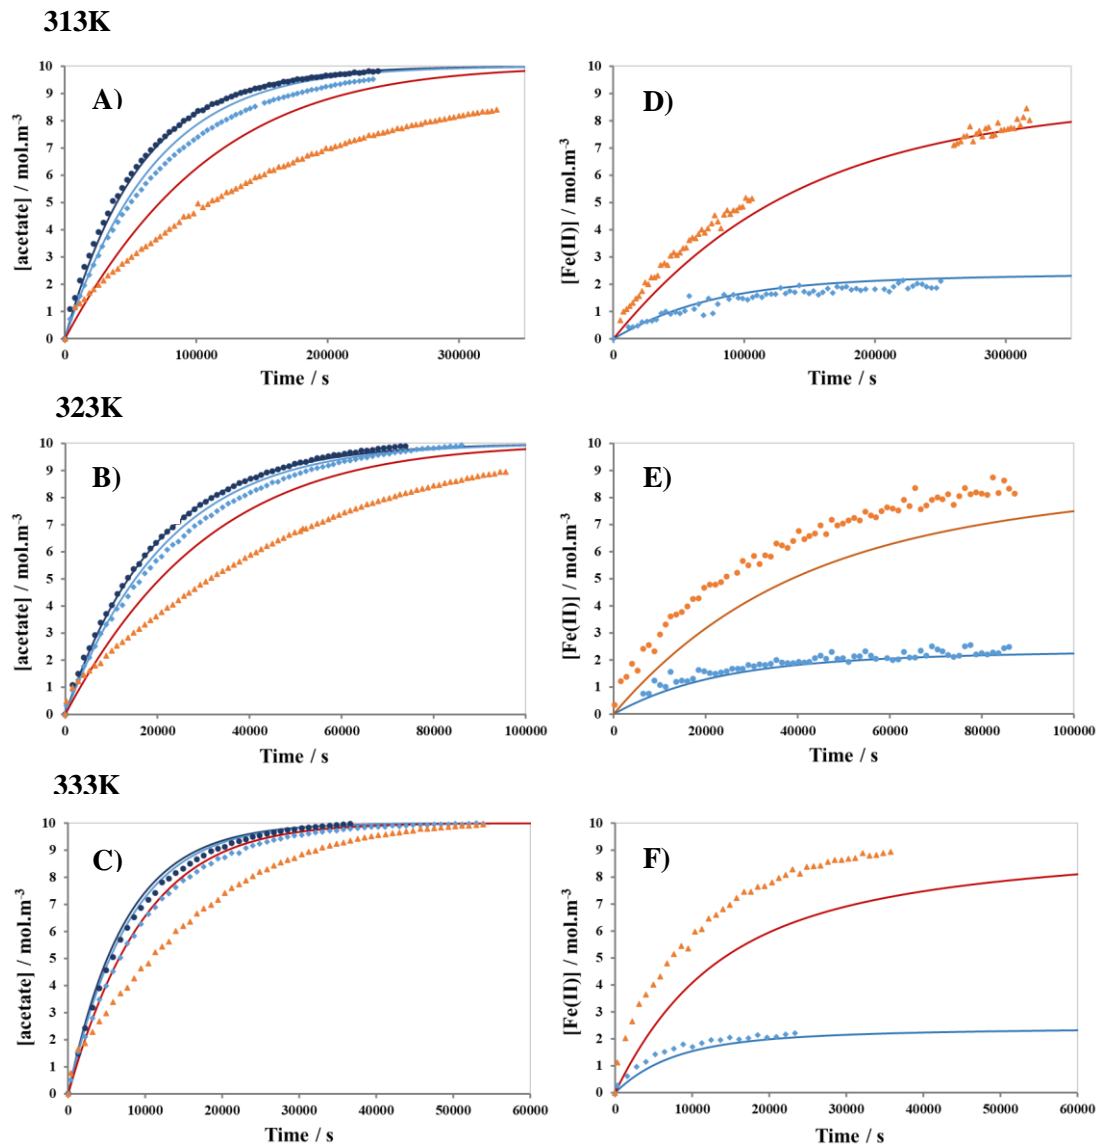 313K
A)
[acetate] / mol.m-3
10
9
8
7
6
5
4
3
2
1
0
0 100000 200000 300000
Time / s
D)
[Fe(II)] / mol.m-3
10
9
8
7
6
5
4
3
2
1
0
0 100000 200000 300000
Time / s
323K
B)
[acetate] / mol.m-3
10
9
8
7
6
5
4
3
2
1
0
0 20000 40000 60000 80000 100000
Time / s
E)
[Fe(II)] / mol.m-3
10
9
8
7
6
5
4
3
2
1
0
0 20000 40000 60000 80000 100000
Time / s
333K
C)
[acetate] / mol.m-3
10
9
8
7
6
5
4
3
2
1
0
0 10000 20000 30000 40000 50000 60000
Time / s
F)
[Fe(II)] / mol.m-3
10
9
8
7
6
5
4
3
2
1
0
0 10000 20000 30000 40000 50000 60000
Time / s